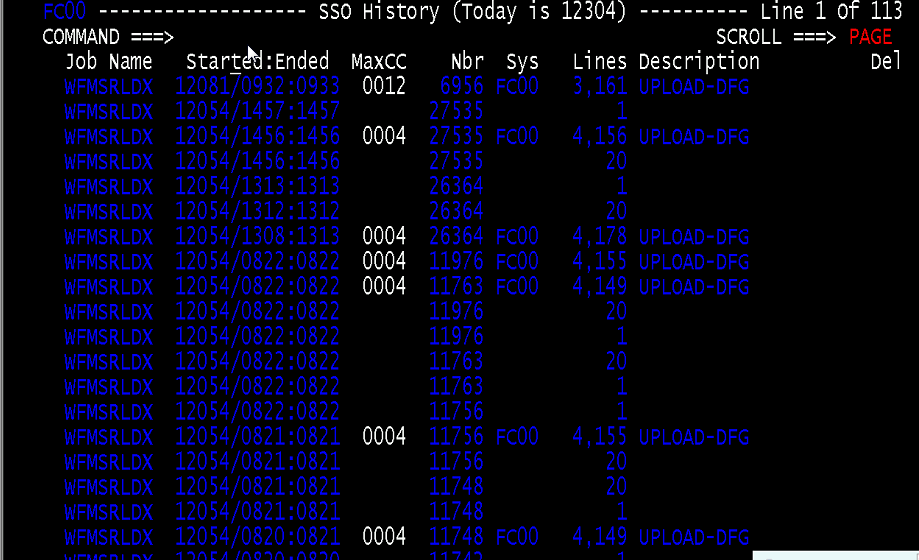 FC00 ------------------- SSO History (Today is 12304) ---------- Line 1 of 113
COMMAND ===> SCROLL ===> PAGE
Job Name Started:Ended MaxCC Nbr Sys Lines Description Del
WFMSRLDX 12081/0932:0933 0012 6956 FC00 3,161 UPLOAD-DFG
WFMSRLDX 12054/1457:1457 27535 1
WFMSRLDX 12054/1456:1456 0004 27535 FC00 4,156 UPLOAD-DFG
WFMSRLDX 12054/1456:1456 27535 20
WFMSRLDX 12054/1313:1313 26364 1
WFMSRLDX 12054/1312:1312 26364 20
WFMSRLDX 12054/1308:1313 0004 26364 FC00 4,178 UPLOAD-DFG
WFMSRLDX 12054/0822:0822 0004 11976 FC00 4,155 UPLOAD-DFG
WFMSRLDX 12054/0822:0822 0004 11763 FC00 4,149 UPLOAD-DFG
WFMSRLDX 12054/0822:0822 11976 20
WFMSRLDX 12054/0822:0822 11976 1
WFMSRLDX 12054/0822:0822 11763 20
WFMSRLDX 12054/0822:0822 11763 1
WFMSRLDX 12054/0822:0822 11756 1
WFMSRLDX 12054/0821:0821 0004 11756 FC00 4,155 UPLOAD-DFG
WFMSRLDX 12054/0821:0821 11756 20
WFMSRLDX 12054/0821:0821 11748 20
WFMSRLDX 12054/0821:0821 11748 1
WFMSRLDX 12054/0820:0821 0004 11748 FC00 4,149 UPLOAD-DFG